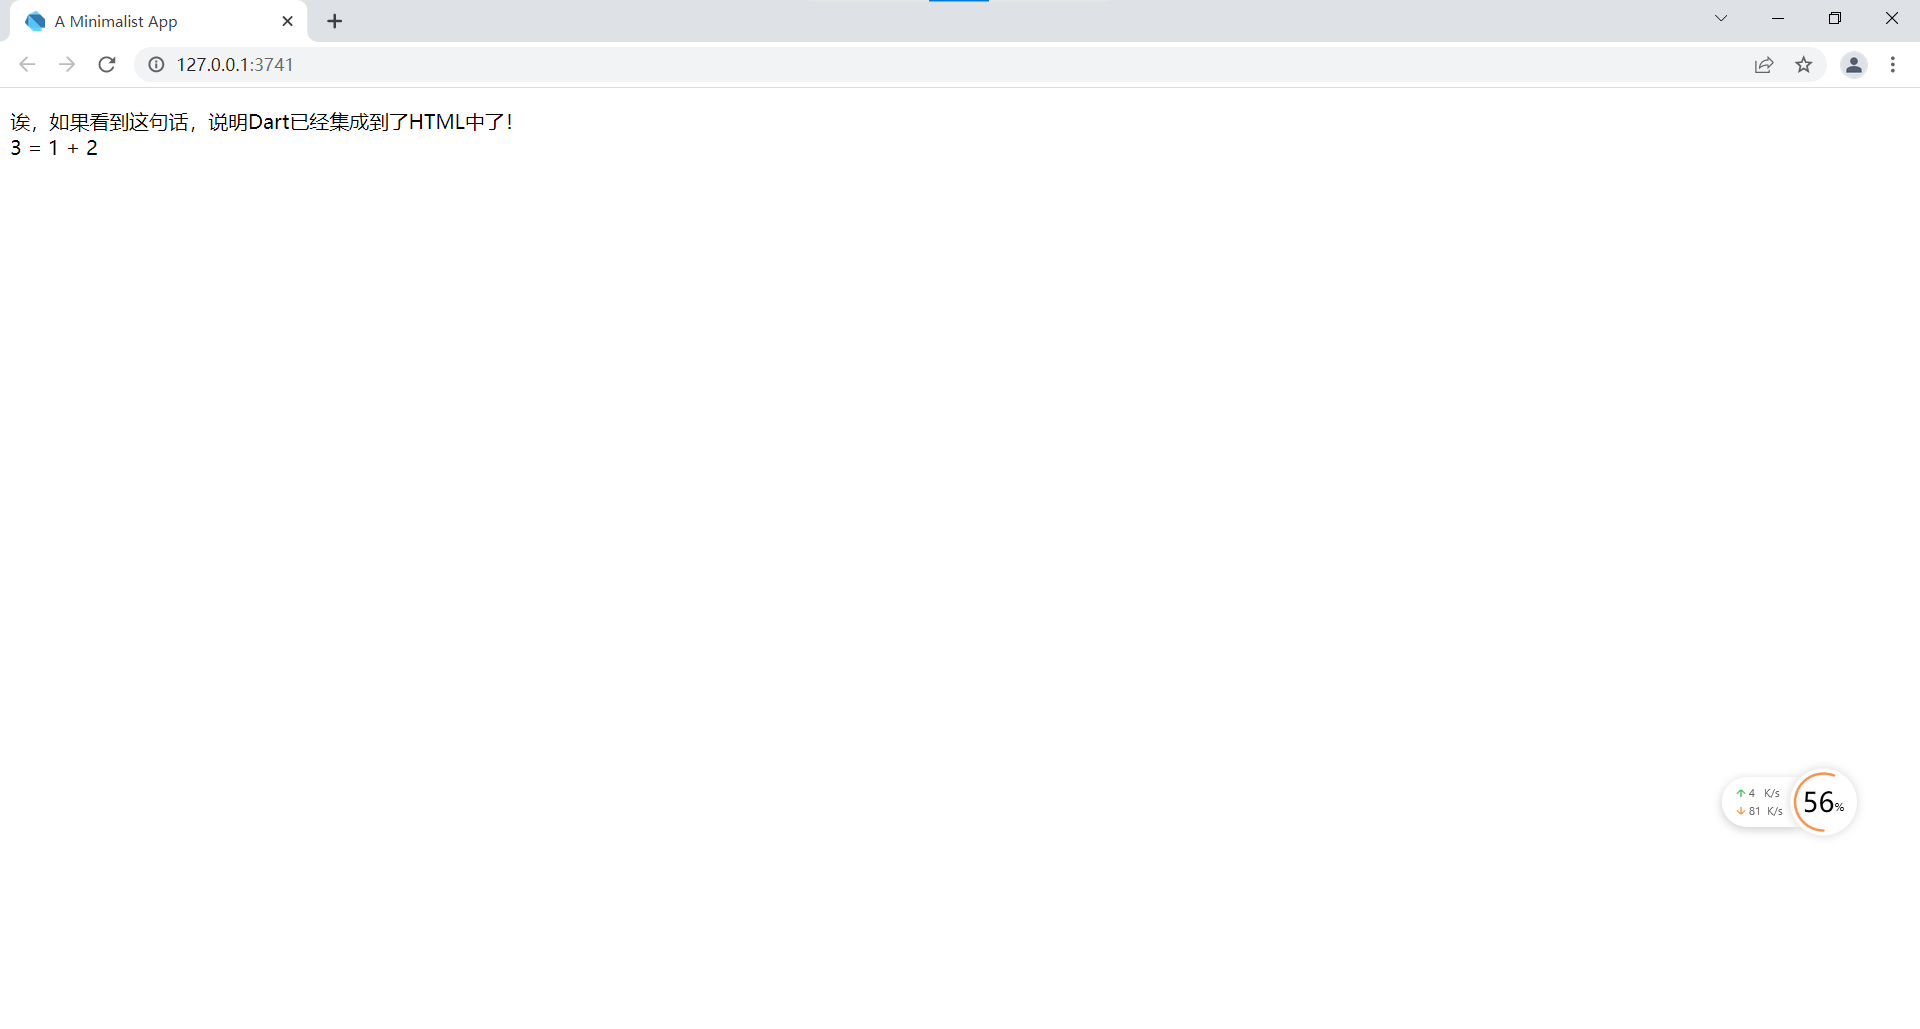 A Minimalist App
127.0.0.1:3741
诶，如果看到这句话，说明Dart已经集成到了HTML中了！
3 = 1 + 2
4 K/s
81 K/s
56%